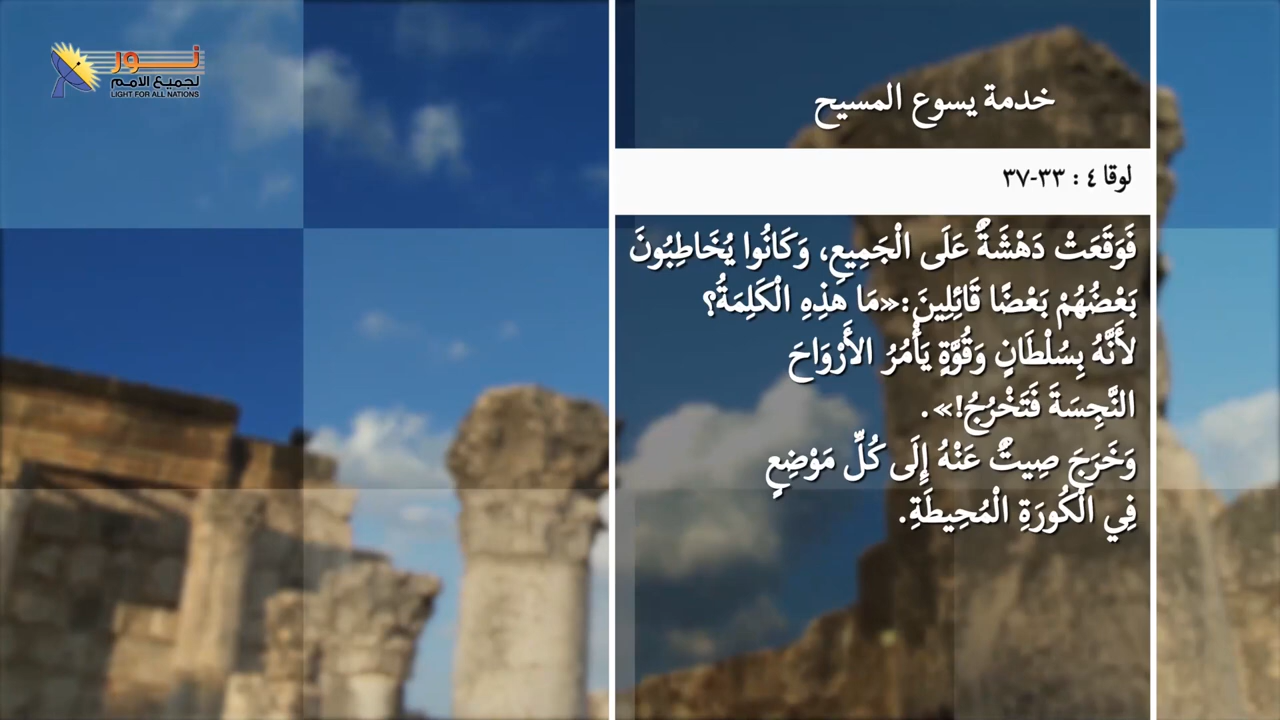 نور
لجميع الأمم
LIGHT FOR ALL NATIONS
خدمة يسوع المسيح
لوقا ٤ : ٣٣-٣٧
فَوَقَعَتْ دَهْشَةٌ عَلَى الْجَمِيعِ، وَكَانُوا يُخَاطِبُونَ
بَعْضُهُمْ بَعْضًا قَائِلِينَ:«مَا هذِهِ الْكَلِمَةُ؟
لأَنَّهُ بِسُلْطَانٍ وَقُوَّةٍ يَأْمُرُ الأَرْوَاحَ
النَّجِسَةَ فَتَخْرُجُ!».
وَخَرَجَ صِيتٌ عَنْهُ إِلَى كُلِّ مَوْضِعٍ
فِي الْكُورَةِ الْمُحِيطَةِ.